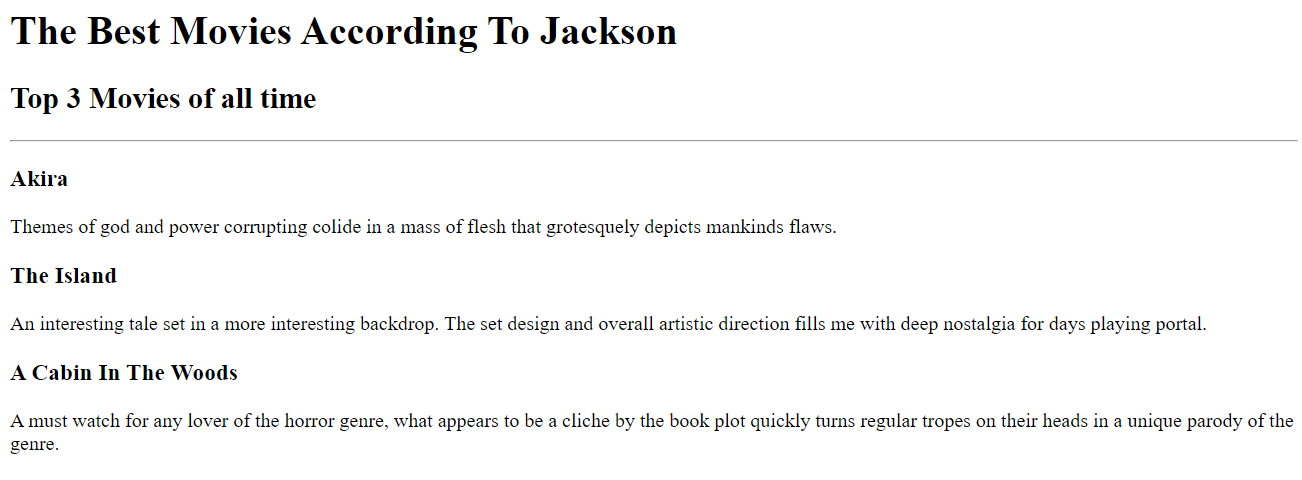 The Best Movies According To Jackson
Top 3 Movies of all time
Akira
Themes of god and power corrupting colide in a mass of flesh that grotesquely depicts mankinds flaws.
The Island
An interesting tale set in a more interesting backdrop. The set design and overall artistic direction fills me with deep nostalgia for days playing portal.
A Cabin In The Woods
A must watch for any lover of the horror genre, what appears to be a cliche by the book plot quickly turns regular tropes on their heads in a unique parody of the
genre.